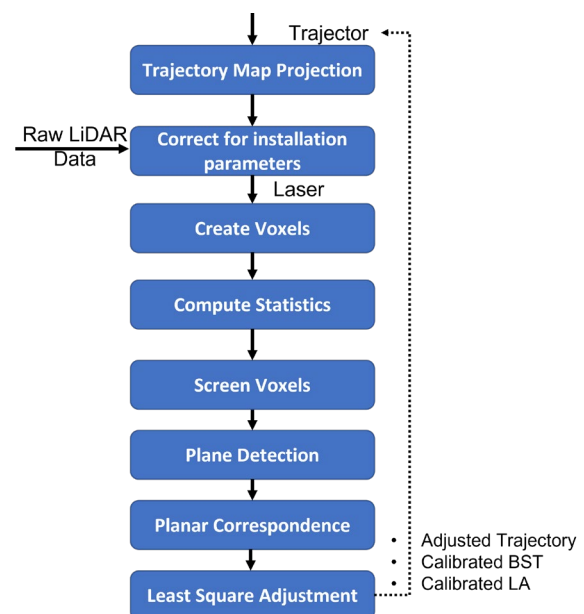 Trajector
Trajectory Map Projection
Raw LiDAR
Data
Correct for installation
parameters
Laser
Create Voxels
Compute Statistics
Screen Voxels
Plane Detection
Planar Correspondence
Least Square Adjustment
• Adjusted Trajectory
• Calibrated BST
• Calibrated LA